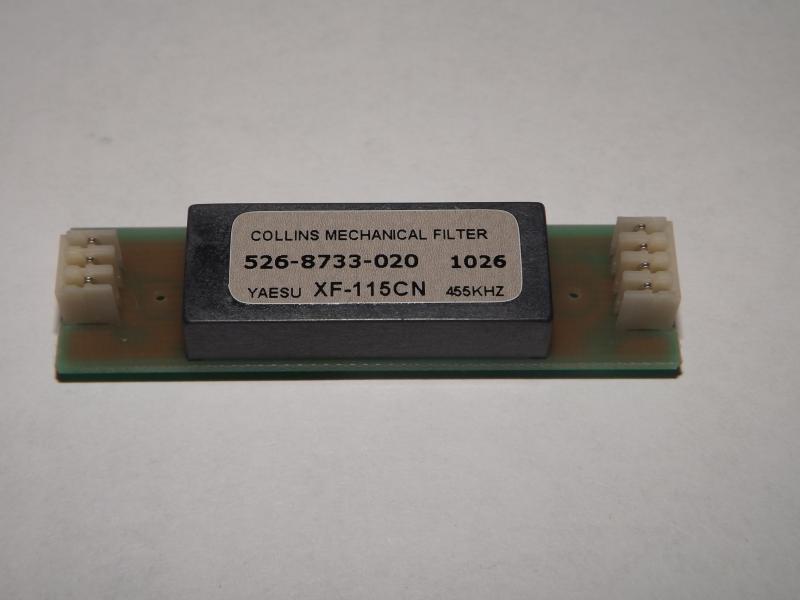 COLLINS MECHANICAL FILTER
526-8733-020 1026
YAESU XF-115CN 455KHZ